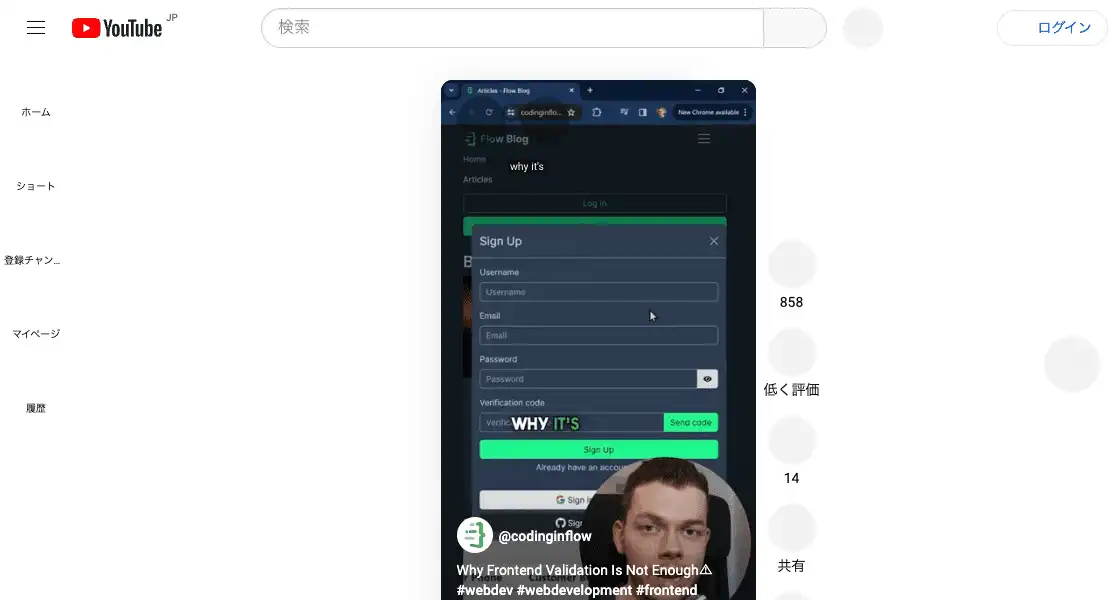 YouTube JP
検索
ログイン
ホーム
ショート
登録チャン...
マイページ
履歴
Articles - Flow Blog
codinginflo...
New Chrome available
Flow Blog
Home
why it's
Articles
Log In
Sign Up
Username
Username
Email
Email
Password
Password
Verification code
WHY IT'S
Send code
Sign Up
Already have an accou
Sign i
Sign
@codinginflow
Why Frontend Validation Is Not Enough⚠
#webdev #webdevelopment #frontend
858
低く評価
14
共有